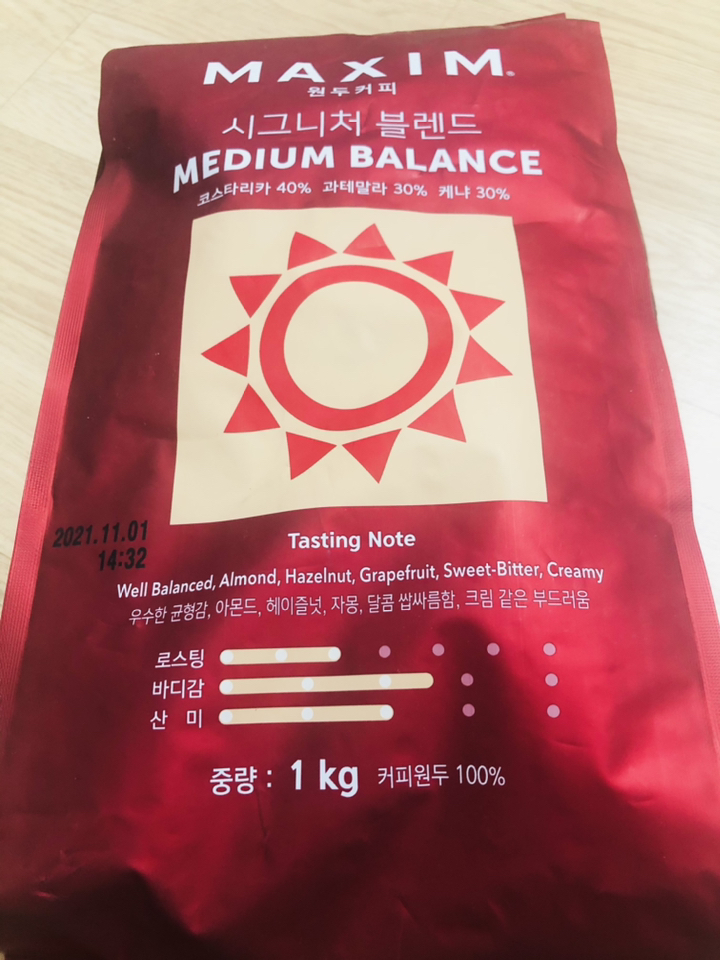 MAXIM.
원두커피
시그니처 블렌드
MEDIUM BALANCE
코스타리카 40% 과테말라 30% 케냐 30%
2021.11.01
14:32
Tasting Note
Well Balanced, Almond, Hazelnut, Grapefruit, Sweet-Bitter, Creamy
우수한 균형감, 아몬드, 헤이즐넛, 자몽, 달콤 쌉싸름함, 크림 같은 부드러움
로스팅
바디감
산 미
중량 : 1 kg 커피원두 100%